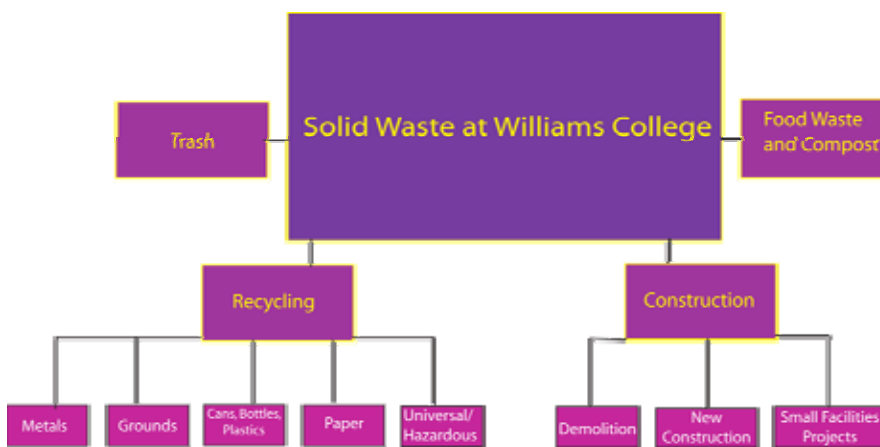 Solid Waste at Williams College
Trash
Food Waste
and Compost
Recycling
Construction
Metals
Grounds
Cans, Bottles,
Plastics
Paper
Universal/
Hazardous
Demolition
New
Construction
Small Facilities
Projects